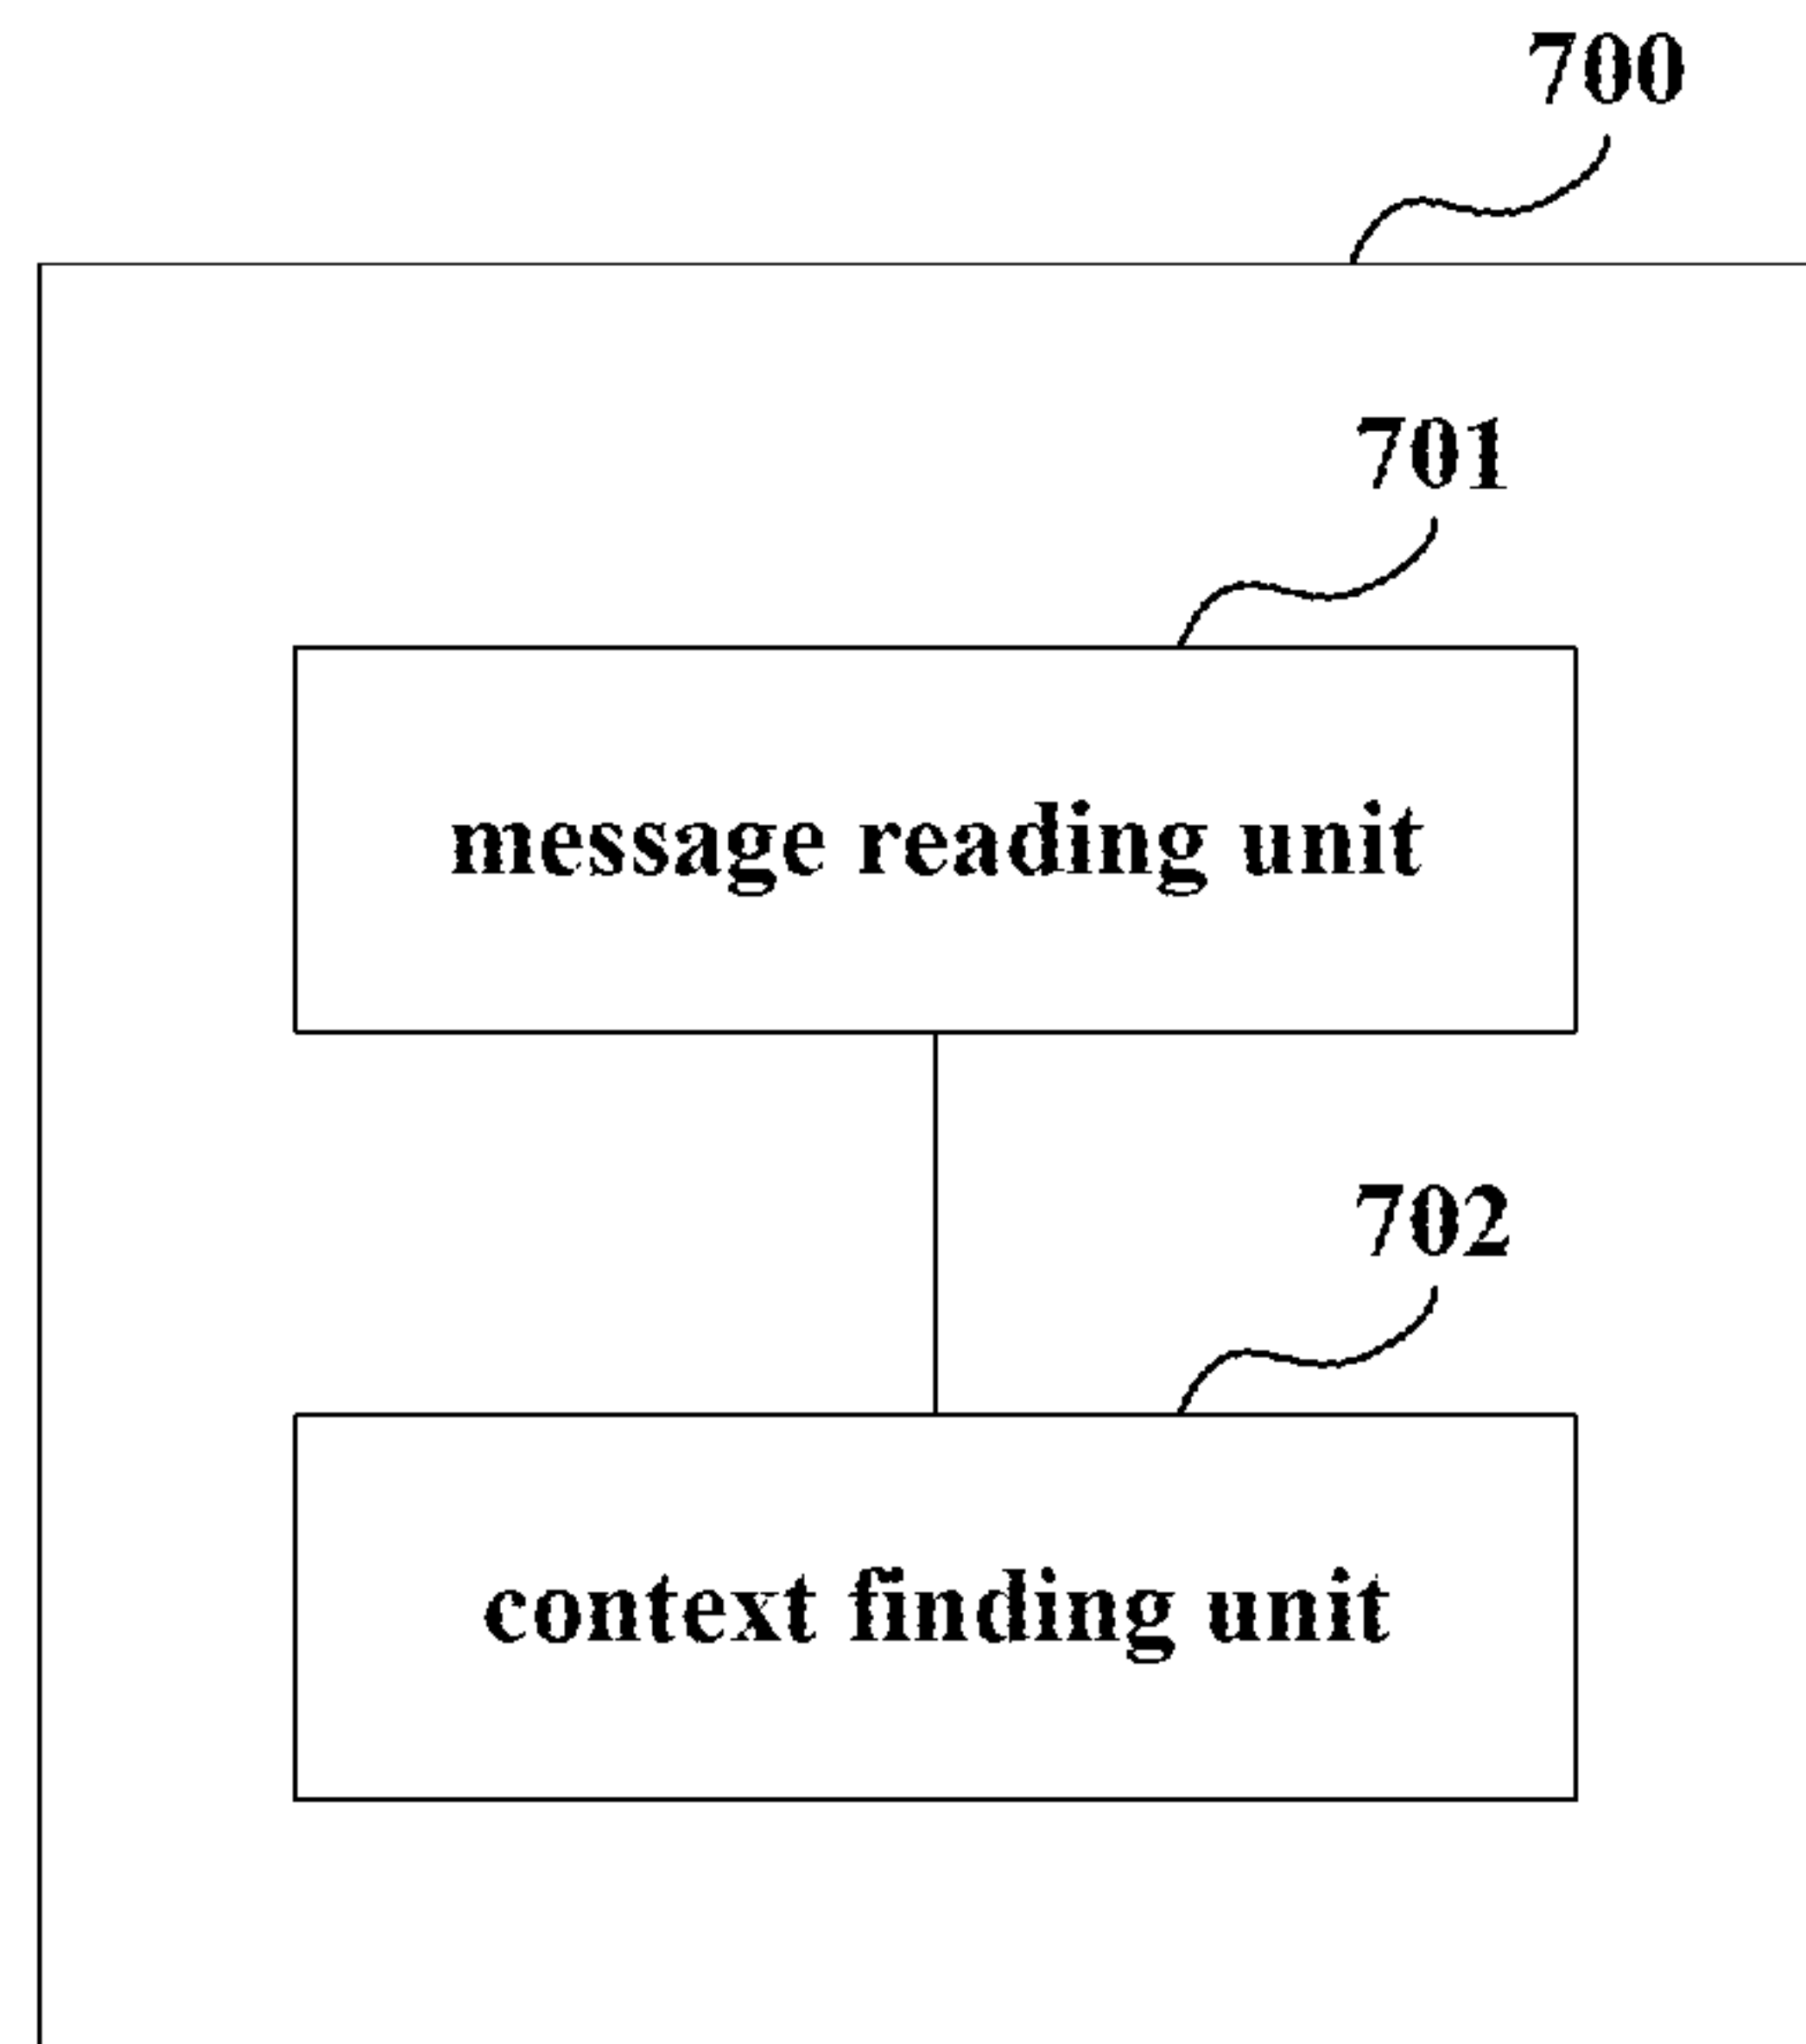 700
701
message reading unit
702
context finding unit